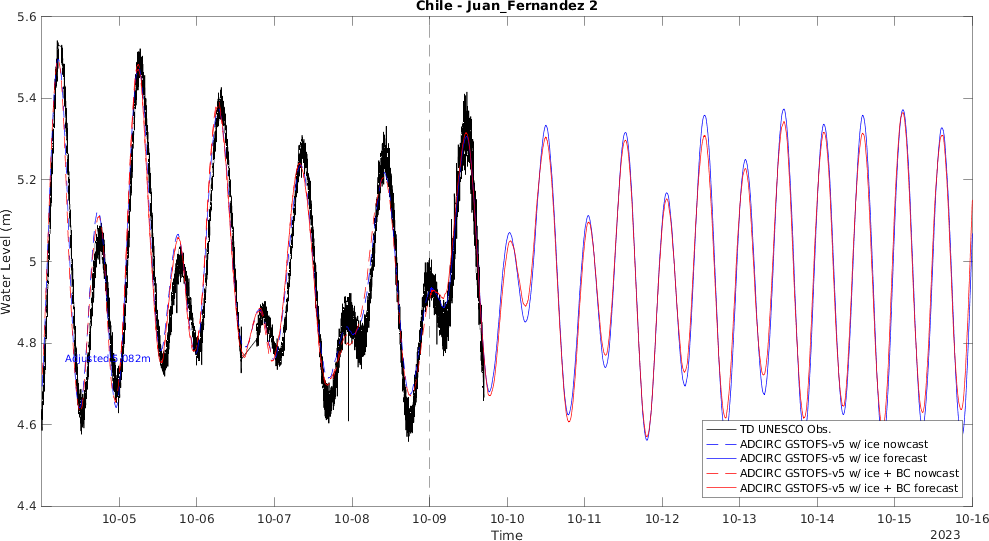 Chile - Juan_Fernandez 2
Water Level (m)
5.6
5.4
5.2
5
4.8
4.6
4.4
10-05
10-06
10-07
10-08
10-09
10-10
10-11
10-12
10-13
10-14
10-15
10-16
2023
Time
TD UNESCO Obs.
ADCIRC GSTOFS-v5 w/ ice nowcast
ADCIRC GSTOFS-v5 w/ ice forecast
ADCIRC GSTOFS-v5 w/ ice + BC nowcast
ADCIRC GSTOFS-v5 w/ ice + BC forecast